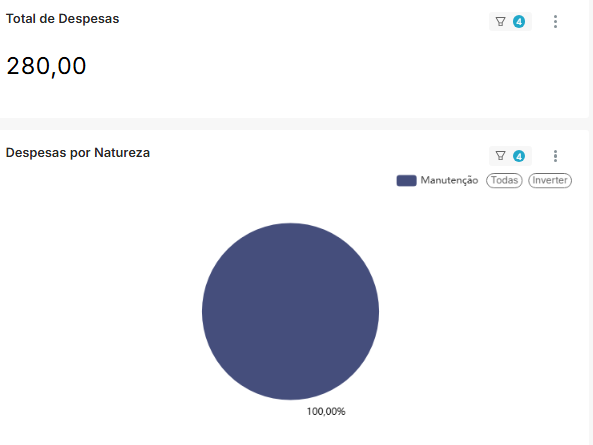 Total de Despesas 4
280,00
Despesas por Natureza 4
Manutenção Todas Inverter
100,00%